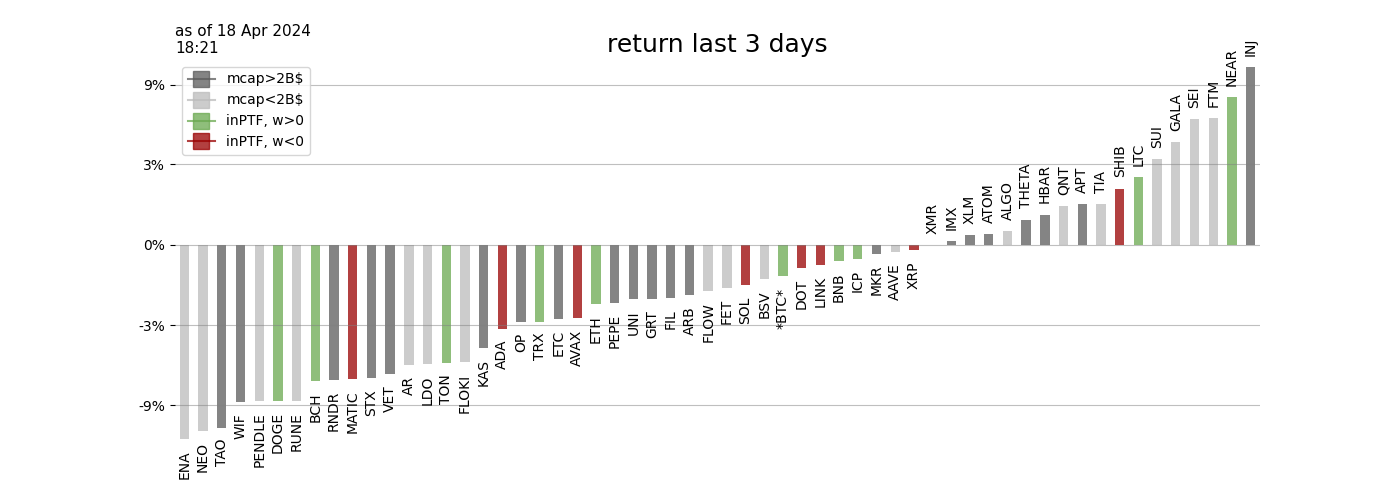 as of 18 Apr 2024
18:21
return last 3 days
mcap>2B$
mcap<2B$
inPTF, w>0
inPTF, w<0
9%
3%
0%
-3%
-9%
ENA
NEO
TAO
WIF
PENDLE
DOGE
RUNE
BCH
RNDR
MATIC
STX
VET
AR
LDO
TON
FLOKI
KAS
ADA
OP
TRX
ETC
AVAX
ETH
PEPE
UNI
GRT
FIL
ARB
FLOW
FET
SOL
BSV
*BTC*
DOT
LINK
BNB
ICP
MKR
AAVE
XRP
XMR
IMX
XLM
ATOM
ALGO
THETA
HBAR
QNT
APT
TIA
SHIB
LTC
SUI
GALA
SEI
FTM
NEAR
INJ